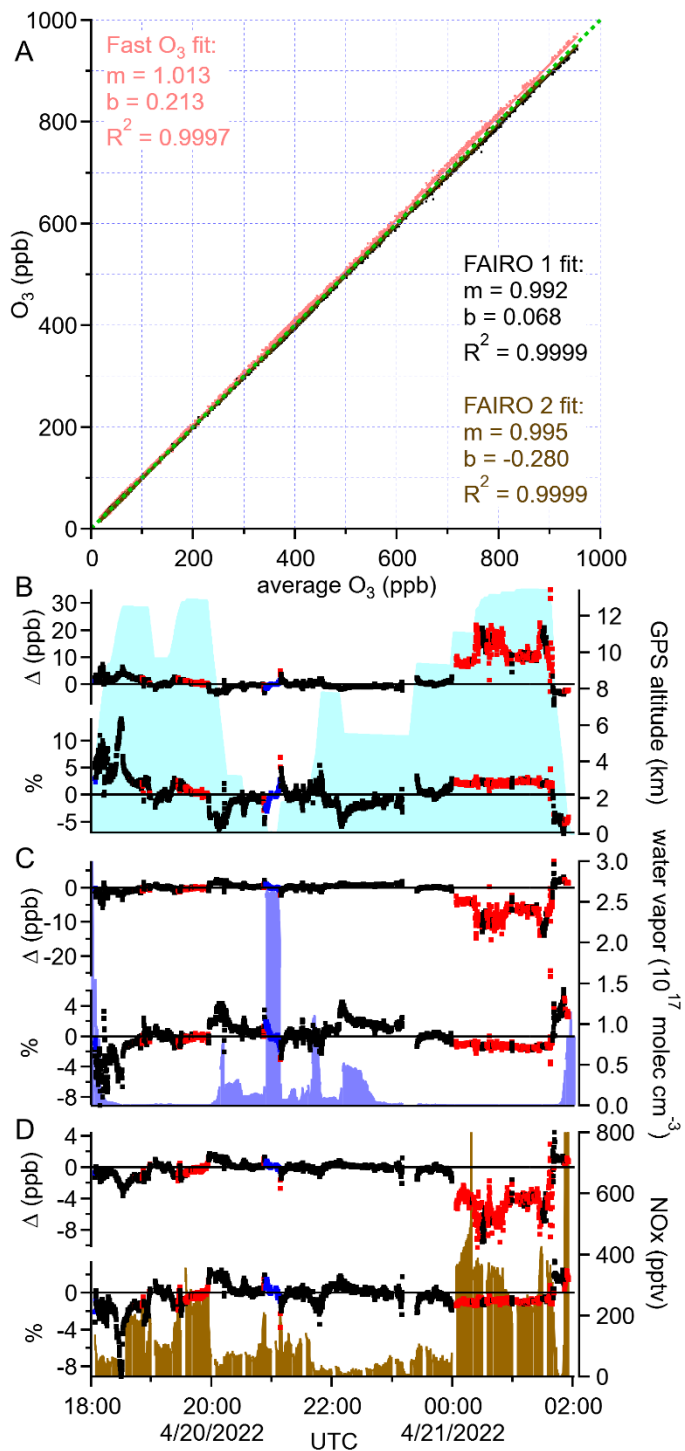 A
Fast O₃ fit:
m = 1.013
b = 0.213
R² = 0.9997
FAIRO 1 fit:
m = 0.992
b = 0.068
R² = 0.9999
FAIRO 2 fit:
m = 0.995
b = -0.280
R² = 0.9999
O₃ (ppb)
1000
800
600
400
200
0
0 200 400 600 800 1000
average O₃ (ppb)
B
Δ (ppb)
30
20
10
0
%
10
5
0
-5
GPS altitude (km)
12
10
8
6
4
2
0
C
Δ (ppb)
0
-10
-20
%
4
0
-4
-8
water vapor (10¹⁷ molec cm⁻³)
3.0
2.5
2.0
1.5
1.0
0.5
0.0
D
Δ (ppb)
4
0
-4
-8
%
4
0
-4
-8
NOx (pptv)
800
600
400
200
0
18:00 20:00 22:00 00:00 02:00
4/20/2022 4/21/2022
UTC